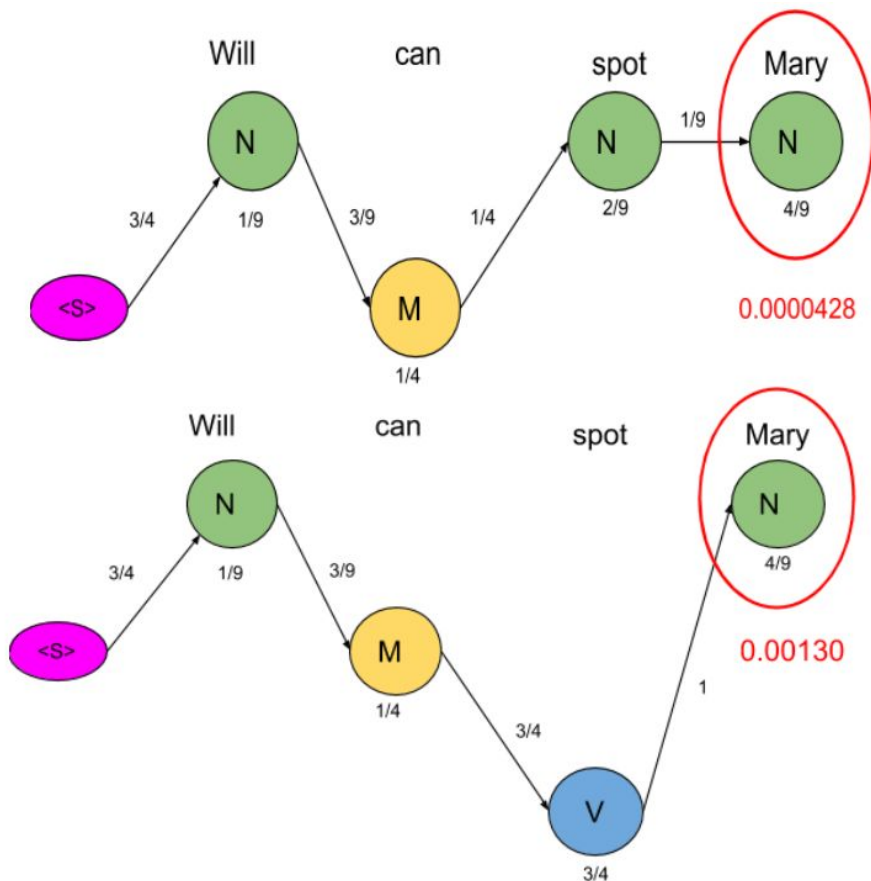 Will can spot Mary
1/9
N N N
3/4 1/9 3/9 1/4 2/9 4/9
<S> M 0.0000428
1/4
Will can spot Mary
N N
3/4 1/9 3/9 4/9
<S> M 0.00130
1/4 3/4 1
V
3/4